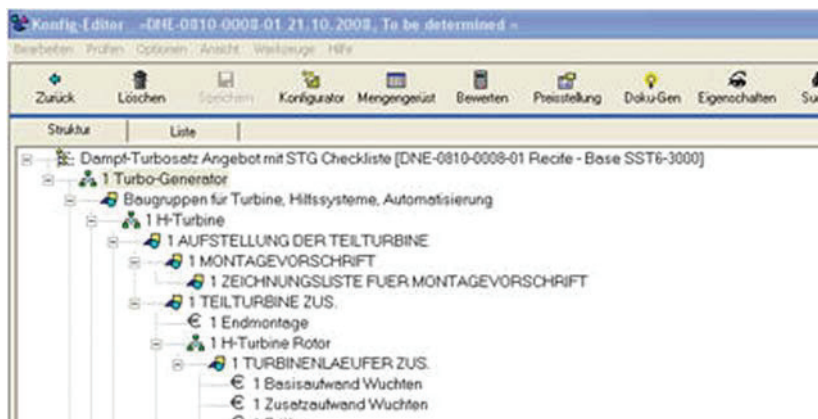 Konfig-Editor -=DNE-0810-0008-01 21.10.2008, To be determined =-
Bearbeiten Prüfen Optionen Ansicht Werkzeuge Hilfe
Zurück Löschen Speichern Konfigurator Mengengerüst Bewerten Preisstellung Doku-Gen Eigenschaften
Struktur Liste
Dampf-Turbosatz Angebot mit STG Checkliste [DNE-0810-0008-01 Recife - Base SST6-3000]
1 Turbo-Generator
Baugruppen für Turbine, Hilfssysteme, Automatisierung
1 H-Turbine
1 AUFSTELLUNG DER TEILTURBINE
1 MONTAGEVORSCHRIFT
1 ZEICHNUNGSLISTE FUER MONTAGEVORSCHRIFT
1 TEILTURBINE ZUS.
€ 1 Endmontage
1 H-Turbine Rotor
1 TURBINENLAEUFER ZUS.
€ 1 Basisaufwand Wuchten
€ 1 Zusatzaufwand Wuchten